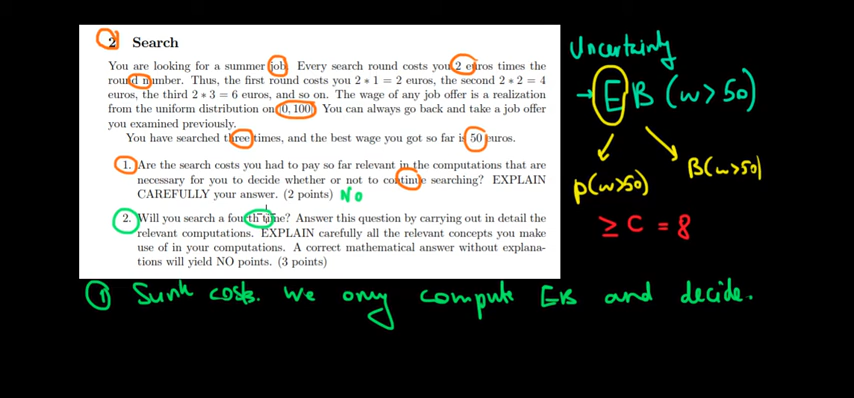 2 Search
You are looking for a summer job. Every search round costs you 2 euros times the
round number. Thus, the first round costs you 2 * 1 = 2 euros, the second 2 * 2 = 4
euros, the third 2 * 3 = 6 euros, and so on. The wage of any job offer is a realization
from the uniform distribution on [0, 100]. You can always go back and take a job offer
you examined previously.
You have searched three times, and the best wage you got so far is 50 euros.
1. Are the search costs you had to pay so far relevant in the computations that are
necessary for you to decide whether or not to continue searching? EXPLAIN
CAREFULLY your answer. (2 points) NO
2. Will you search a fourth time? Answer this question by carrying out in detail the
relevant computations. EXPLAIN carefully all the relevant concepts you make
use of in your computations. A correct mathematical answer without explana-
tions will yield NO points. (3 points)
Uncertainty
→ E B (w > 50)
p(w>50) B(w>50)
≥ C = 8
① Sunk costs. We only compute EB and decide.